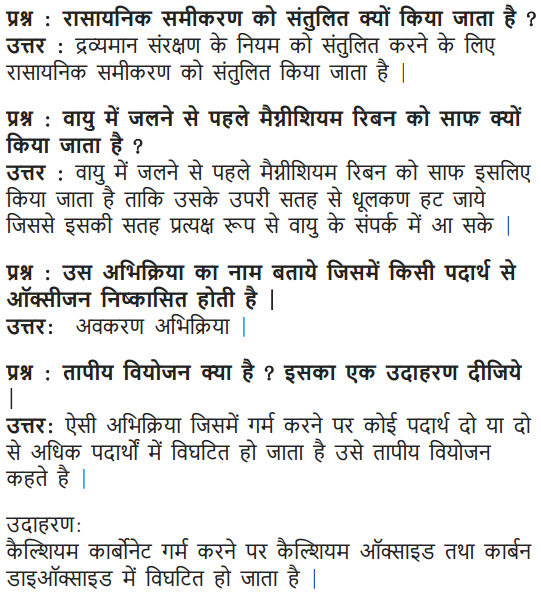 प्रश्न : रासायनिक समीकरण को संतुलित क्यों किया जाता है ?
उत्तर : द्रव्यमान संरक्षण के नियम को संतुलित करने के लिए
रासायनिक समीकरण को संतुलित किया जाता है |
प्रश्न : वायु में जलने से पहले मैग्नीशियम रिबन को साफ क्यों
किया जाता है ?
उत्तर : वायु में जलने से पहले मैग्नीशियम रिबन को साफ इसलिए
किया जाता है ताकि उसके उपरी सतह से धूलकण हट जाये
जिससे इसकी सतह प्रत्यक्ष रूप से वायु के संपर्क में आ सके |
प्रश्न : उस अभिक्रिया का नाम बताये जिसमें किसी पदार्थ से
ऑक्सीजन निष्कासित होती है |
उत्तर: अवकरण अभिक्रिया |
प्रश्न : तापीय वियोजन क्या है ? इसका एक उदाहरण दीजिये
|
उत्तर: ऐसी अभिक्रिया जिसमें गर्म करने पर कोई पदार्थ दो या दो
से अधिक पदार्थों में विघटित हो जाता है उसे तापीय वियोजन
कहते है |
उदाहरण:
कैल्शियम कार्बोनेट गर्म करने पर कैल्शियम ऑक्साइड तथा कार्बन
डाइऑक्साइड में विघटित हो जाता है |